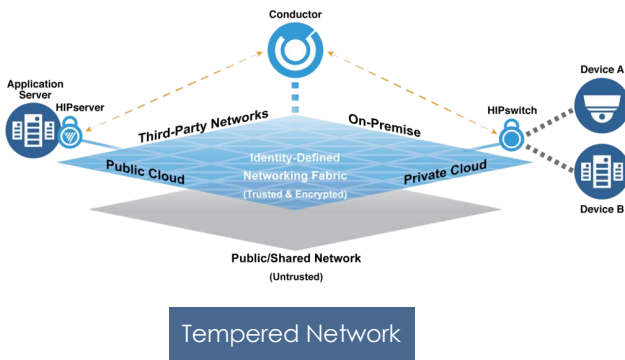 Conductor
Device A
Application
Server
HIPserver
Third-Party Networks
On-Premise
HIPswitch
Public Cloud
Identity-Defined
Networking Fabric
(Trusted & Encrypted)
Private Cloud
Device B
Public/Shared Network
(Untrusted)
Tempered Network